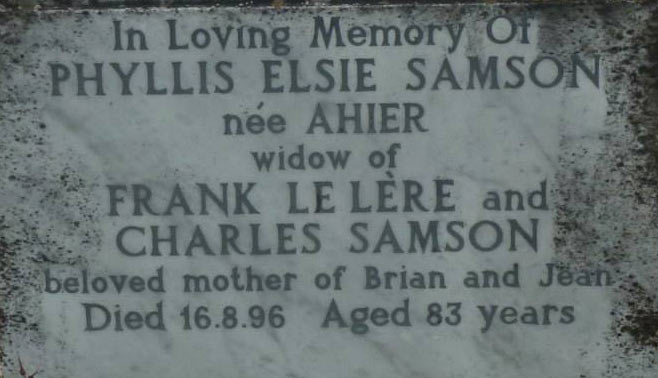 In Loving Memory Of
PHYLLIS ELSIE SAMSON
née AHIER
widow of
FRANK LE LÈRE and
CHARLES SAMSON
beloved mother of Brian and Jean
Died 16.8.96 Aged 83 years